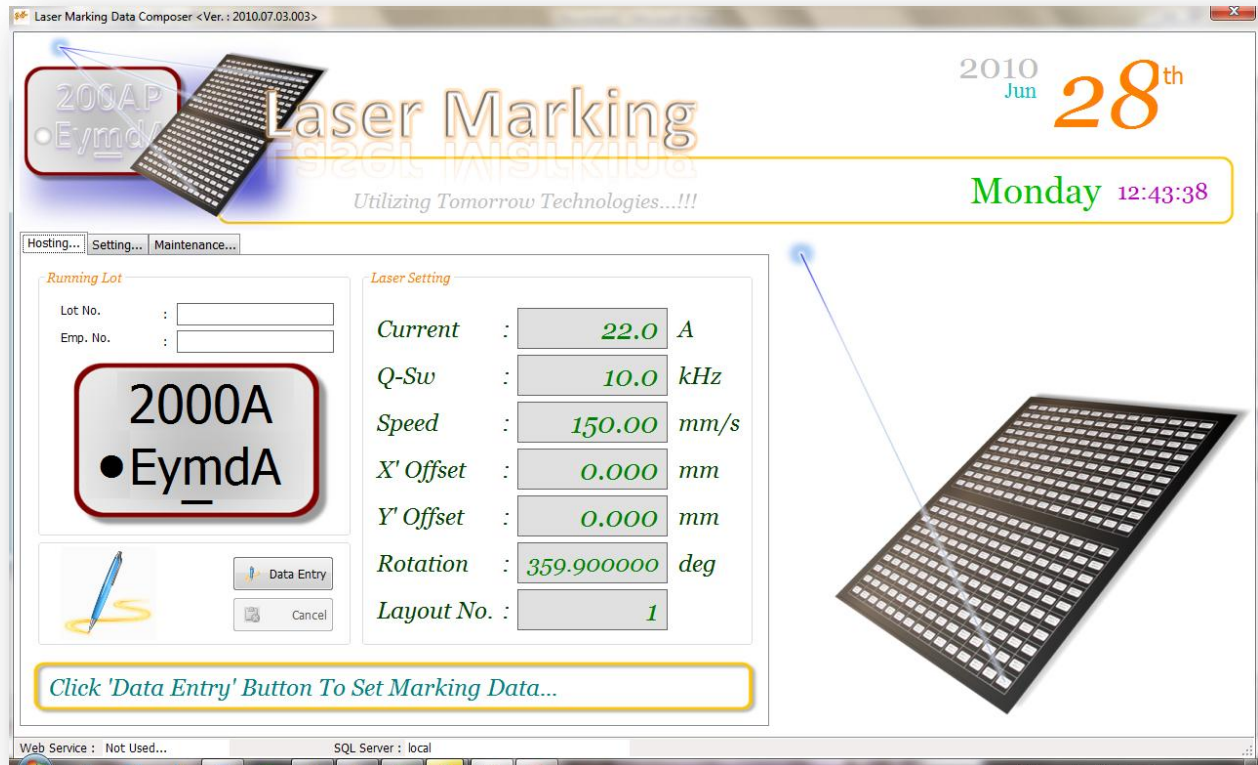 Laser Marking Data Composer <Ver. : 2010.07.03.003>
x
200AP
•EymdA
Laser Marking
Utilizing Tomorrow Technologies...!!!
2010
Jun
28th
Monday 12:43:38
Hosting... Setting... Maintenance...
Running Lot
Lot No. :
Emp. No. :
2000A
●EymdA
Data Entry
Cancel
Laser Setting
Current : 22.0 A
Q-Sw : 10.0 kHz
Speed : 150.00 mm/s
X' Offset : 0.000 mm
Y' Offset : 0.000 mm
Rotation : 359.900000 deg
Layout No. : 1
Click 'Data Entry' Button To Set Marking Data...
Web Service : Not Used... SQL Server : local